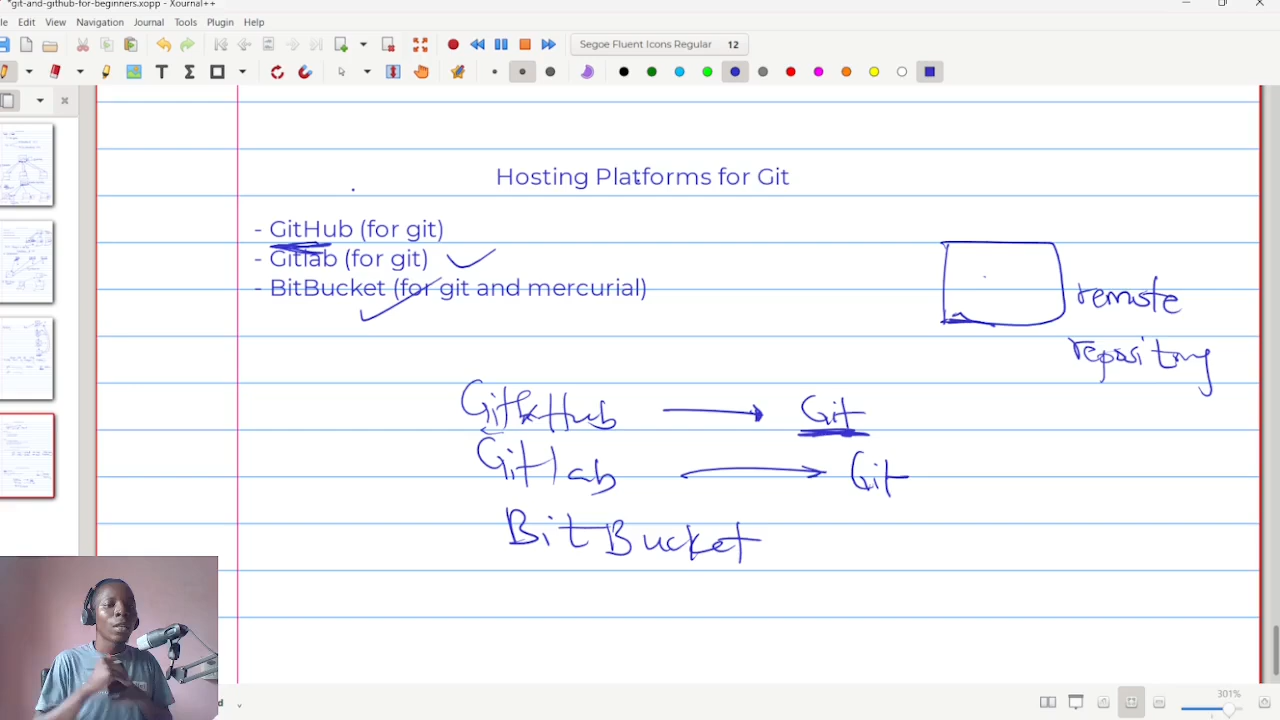 *git-and-github-for-beginners.xopp - Xournal++
le Edit View Navigation Journal Tools Plugin Help
Segoe Fluent Icons Regular 12
Hosting Platforms for Git
- GitHub (for git)
- Gitlab (for git)
- BitBucket (for git and mercurial)
remote
repository
GitHub Git
Gitlab Git
BitBucket
d
301%